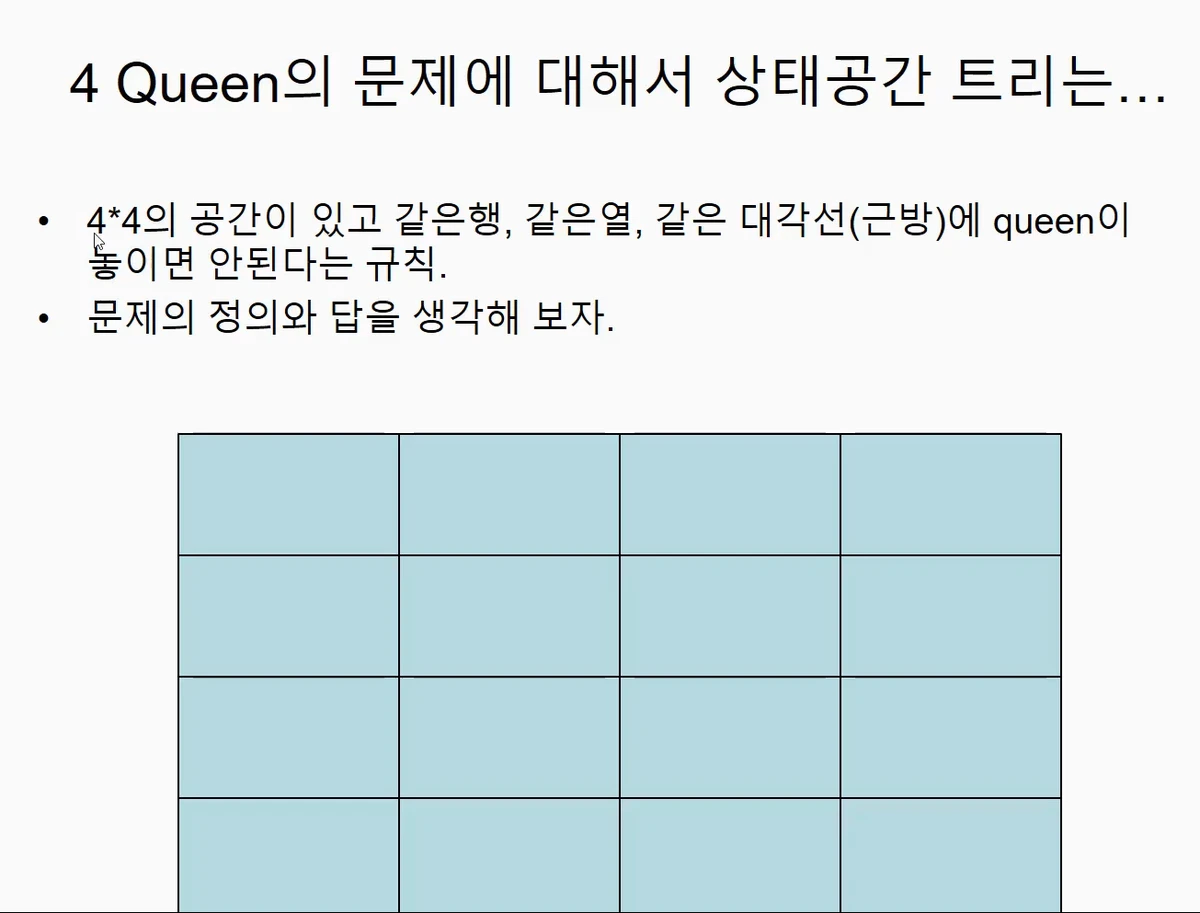 4 Queen의 문제에 대해서 상태공간 트리는…
• 4*4의 공간이 있고 같은행, 같은열, 같은 대각선(근방)에 queen이
놓이면 안된다는 규칙.
• 문제의 정의와 답을 생각해 보자.